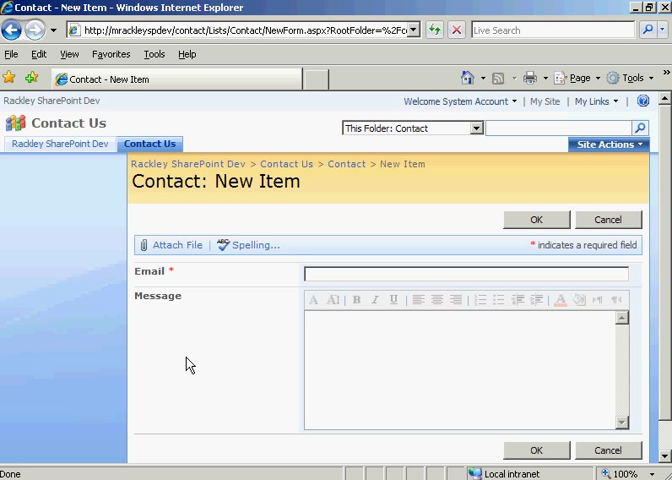 Contact - New Item - Windows Internet Explorer
http://mrackleyspdev/contact/Lists/Contact/NewForm.aspx?RootFolder=%2Fc
Live Search
File Edit View Favorites Tools Help
Contact - New Item
Page Tools
Rackley SharePoint Dev
Welcome System Account | My Site | My Links
Contact Us
This Folder: Contact
Rackley SharePoint Dev Contact Us
Site Actions
Rackley SharePoint Dev > Contact Us > Contact > New Item
Contact: New Item
OK Cancel
Attach File | ABC Spelling...
* indicates a required field
Email *
Message
A A B I U A
OK Cancel
Done
Local intranet
100%